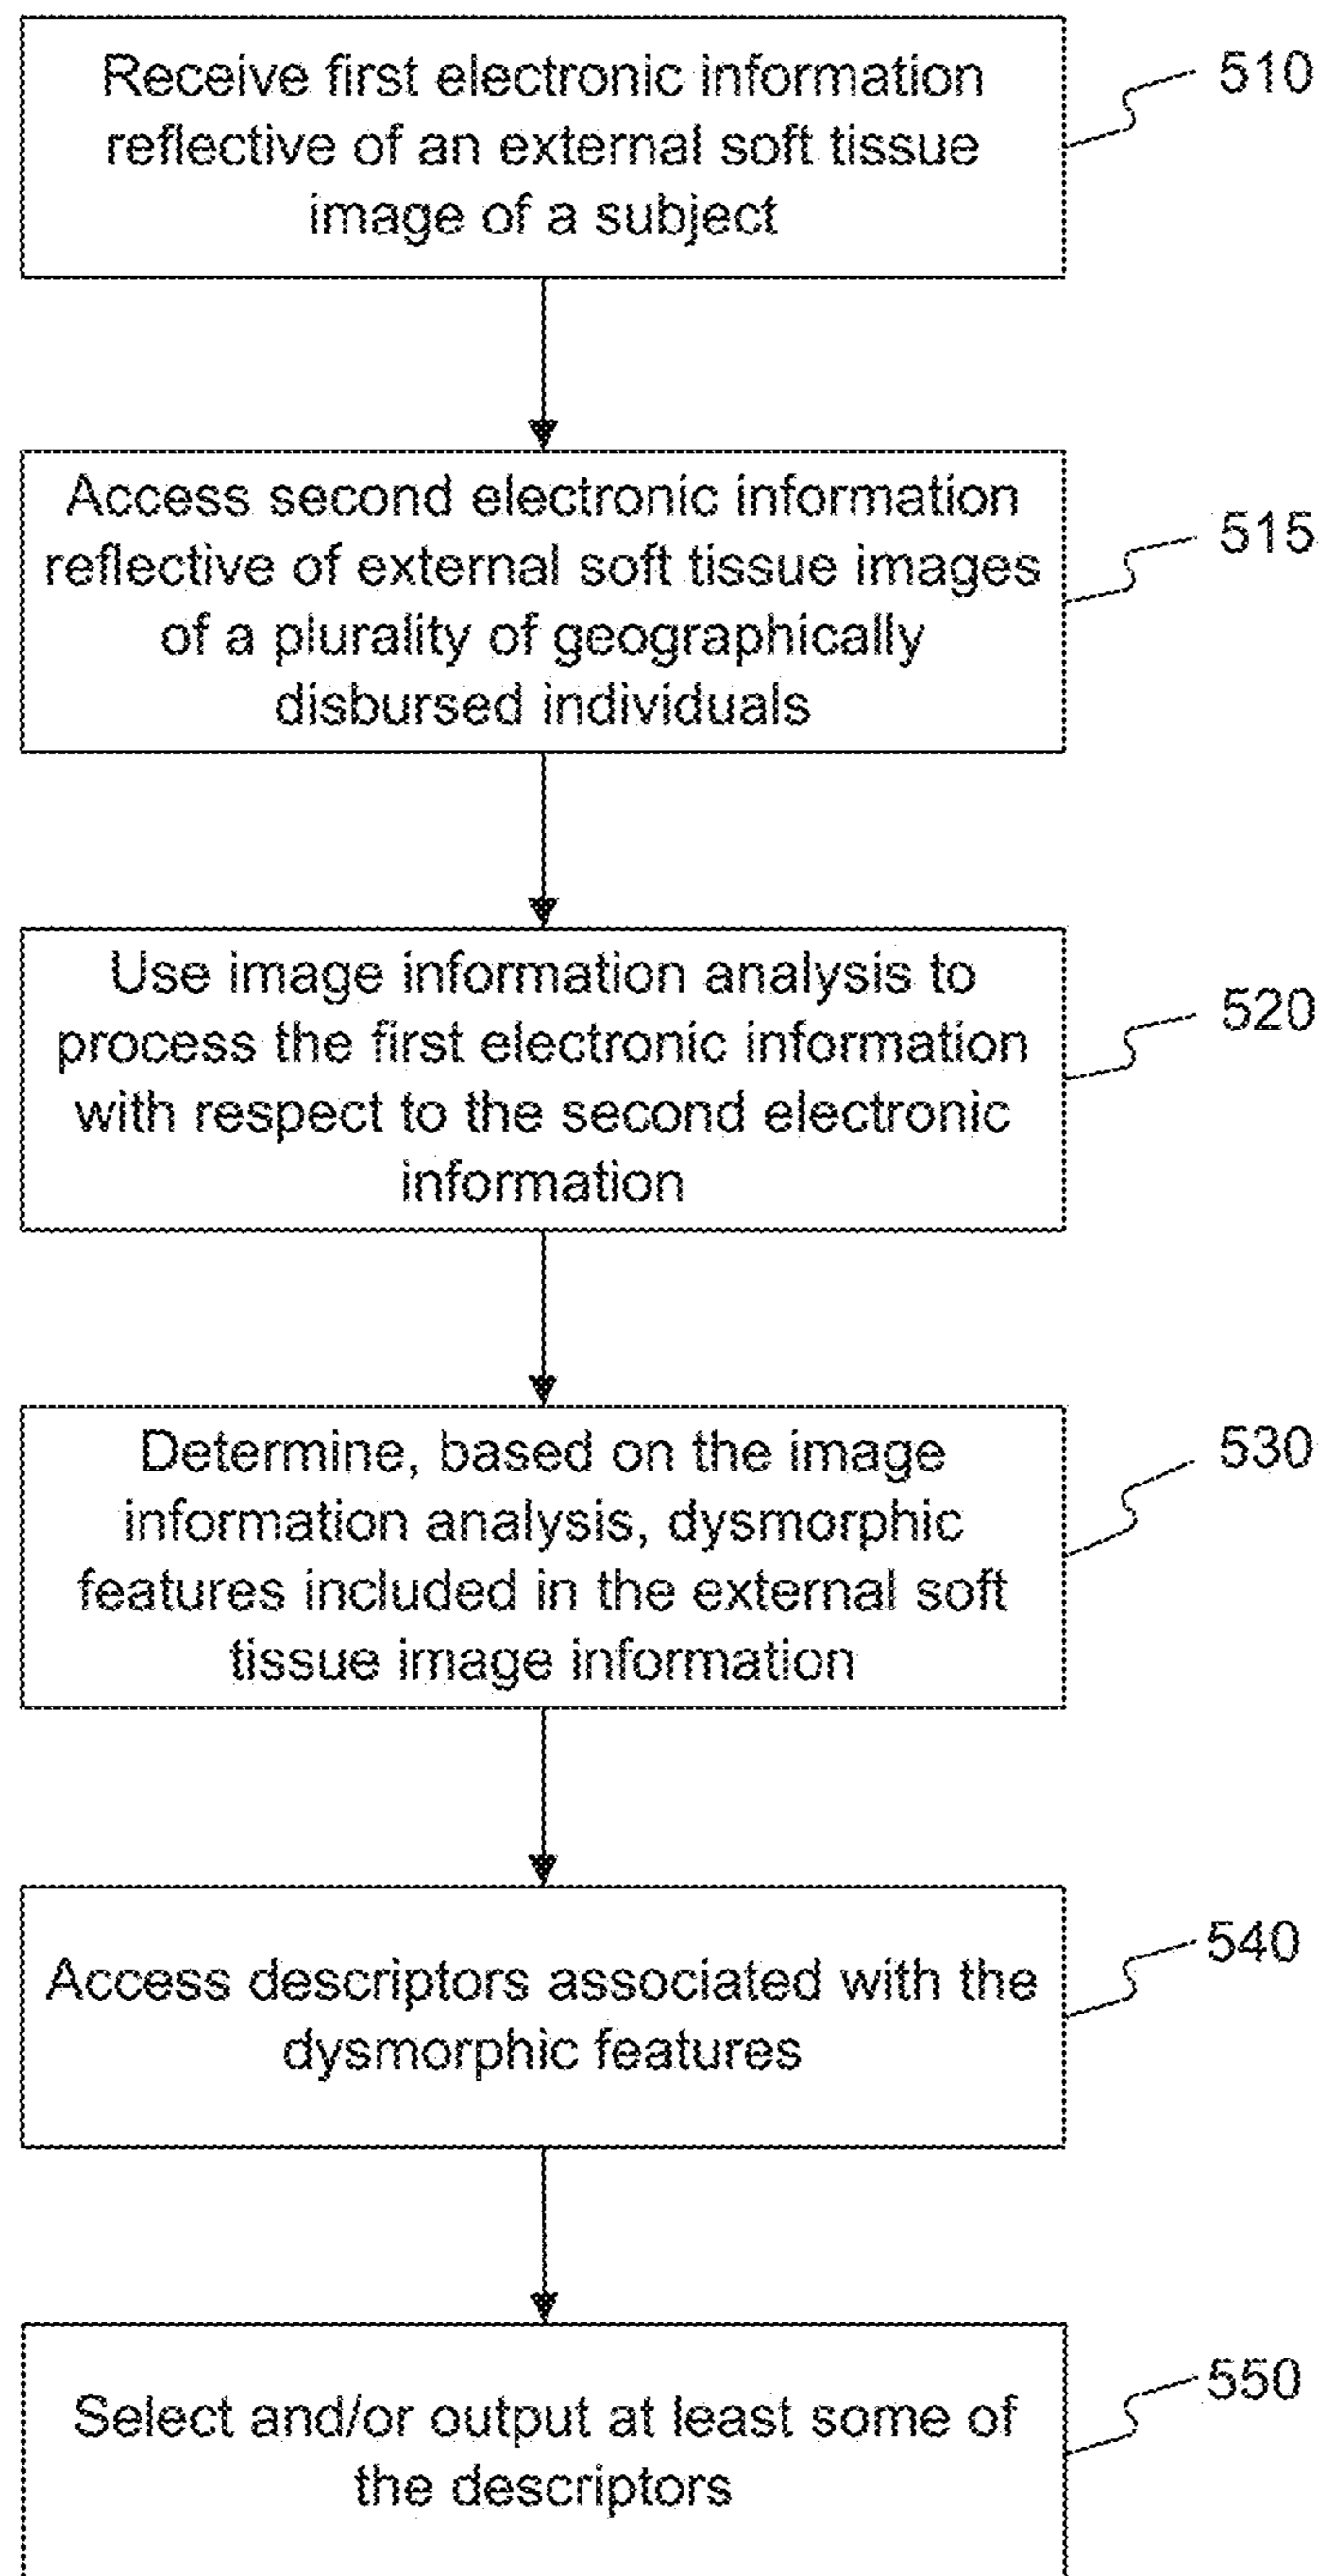 Receive first electronic information
reflective of an external soft tissue
image of a subject
510
Access second electronic information
reflective of external soft tissue images
of a plurality of geographically
disbursed individuals
515
Use image information analysis to
process the first electronic information
with respect to the second electronic
information
520
Determine, based on the image
information analysis, dysmorphic
features included in the external soft
tissue image information
530
Access descriptors associated with the
dysmorphic features
540
Select and/or output at least some of
the descriptors
550